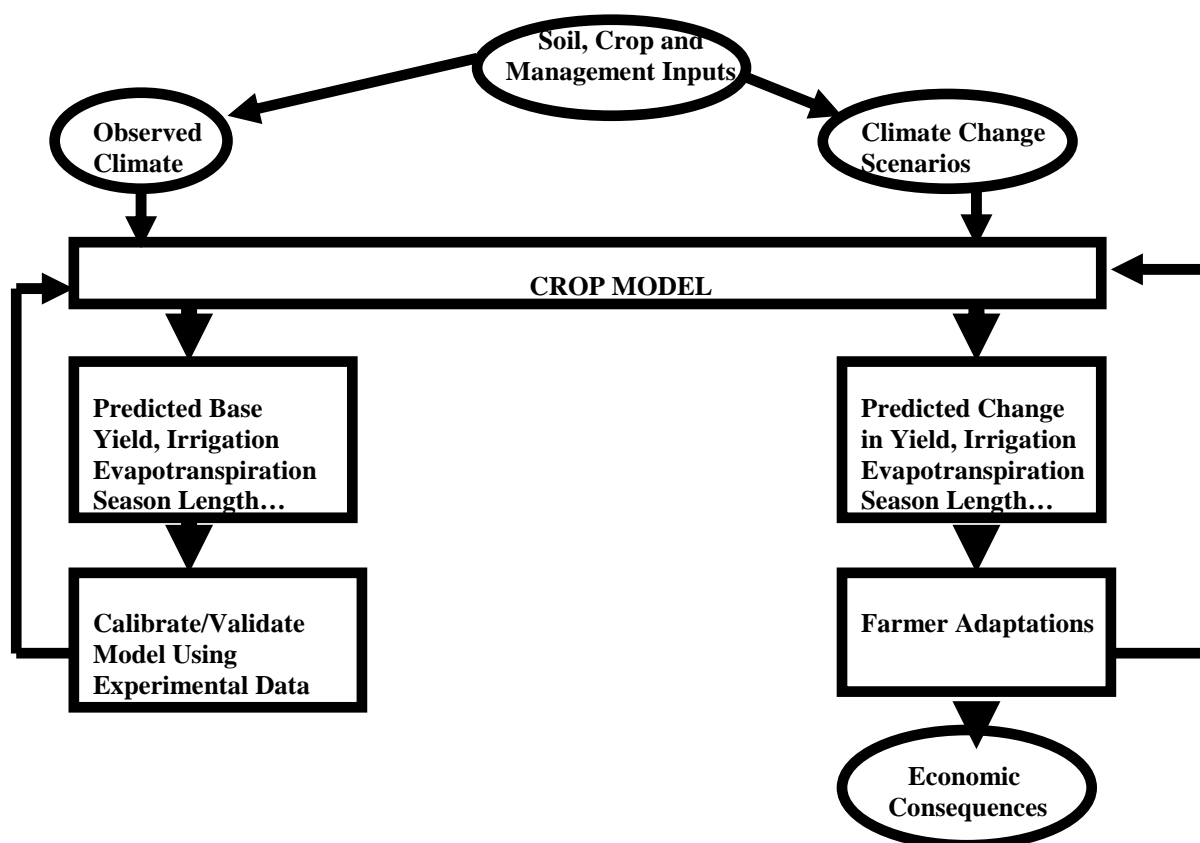 Soil, Crop and
Management Inputs
Observed
Climate
Climate Change
Scenarios
CROP MODEL
Predicted Base
Yield, Irrigation
Evapotranspiration
Season Length…
Predicted Change
in Yield, Irrigation
Evapotranspiration
Season Length…
Calibrate/Validate
Model Using
Experimental Data
Farmer Adaptations
Economic
Consequences